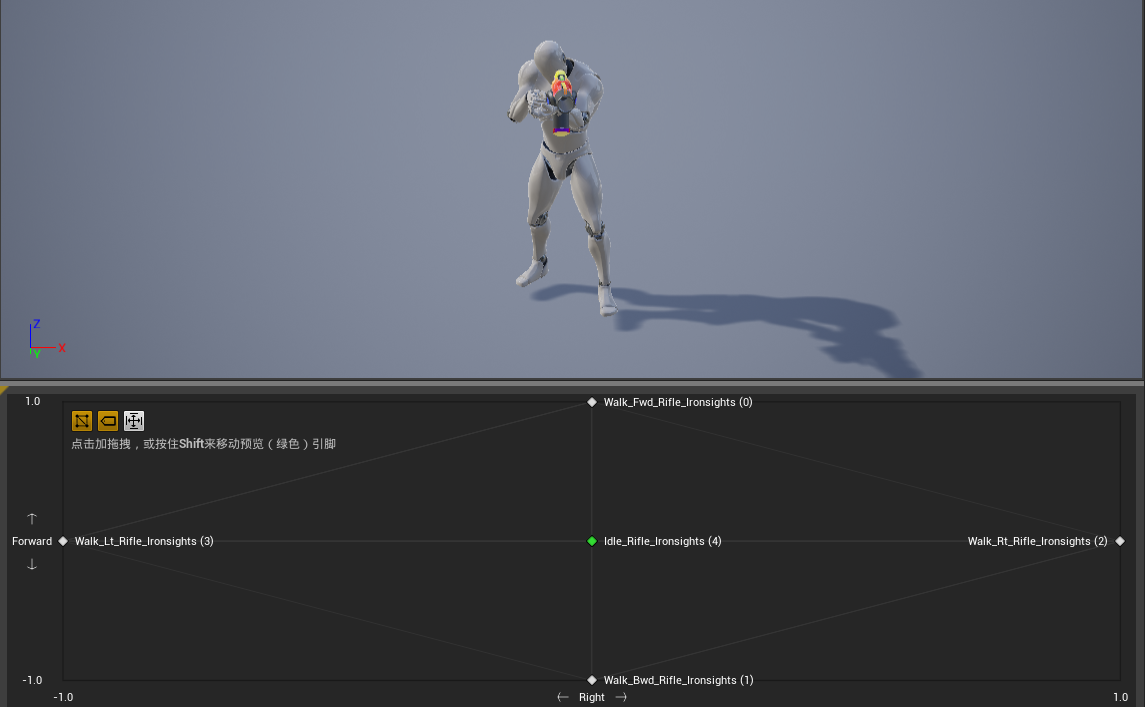 Z
X
Y
1.0
Walk_Fwd_Rifle_Ironsights (0)
点击加拖拽，或按住Shift来移动预览（绿色）引脚
↑
Forward
Walk_Lt_Rifle_Ironsights (3)
Idle_Rifle_Ironsights (4)
Walk_Rt_Rifle_Ironsights (2)
↓
-1.0
Walk_Bwd_Rifle_Ironsights (1)
-1.0
← Right →
1.0